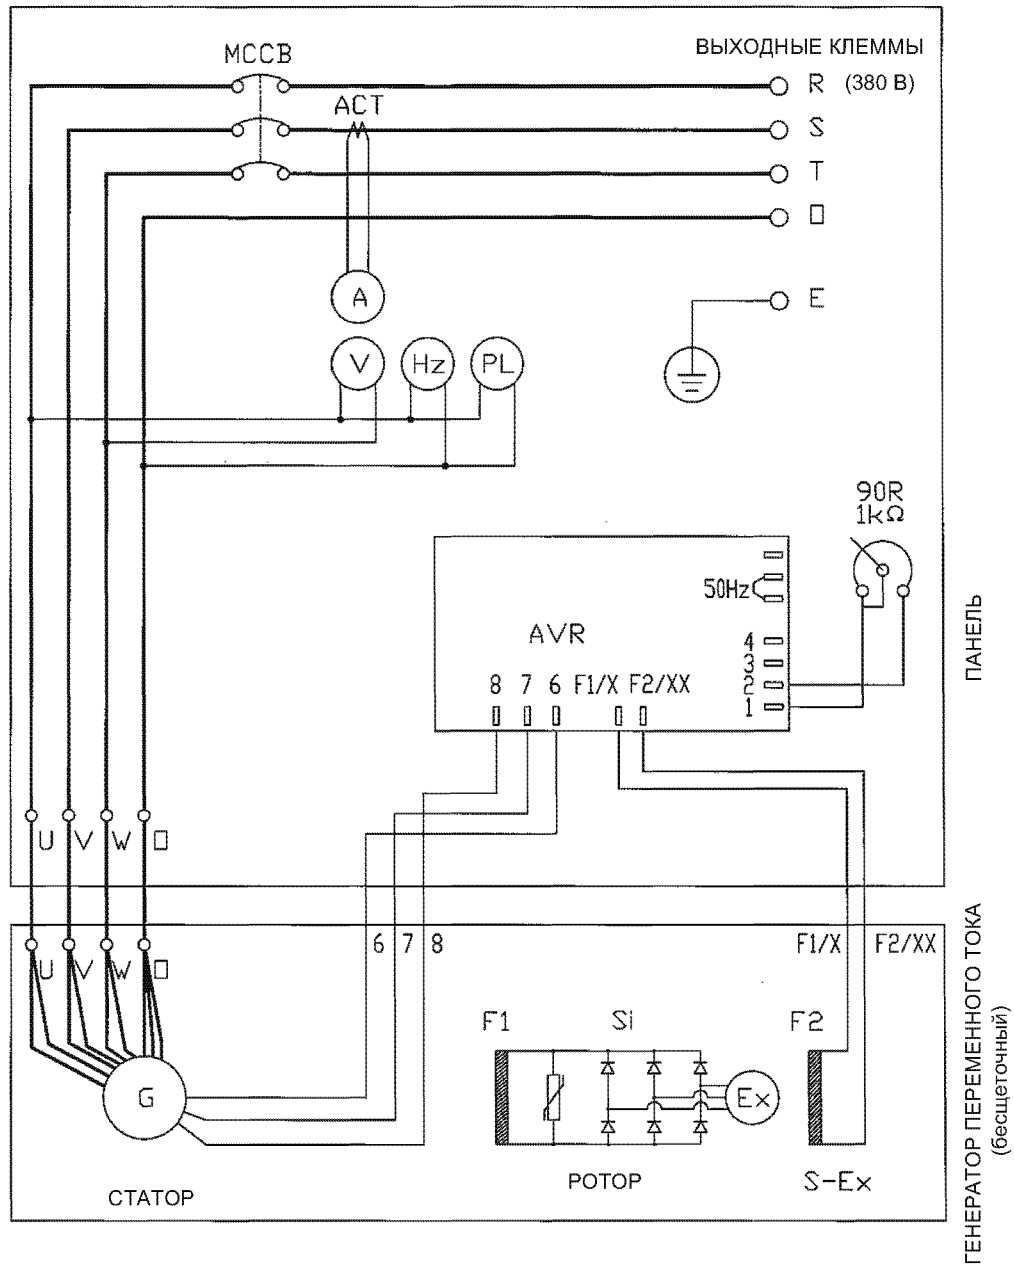 MCCB
ВЫХОДНЫЕ КЛЕММЫ
R (380 В)
ACT
S
T
O
E
A
V Hz PL
90R
1kΩ
50Hz
AVR
4
3
2
1
8 7 6 F1/X F2/XX
U V W O
ПАНЕЛЬ
6 7 8
F1/X F2/XX
U V W O
F1 Si F2
G
Ex
СТАТОР
РОТОР
S-Ex
ГЕНЕРАТОР ПЕРЕМЕННОГО ТОКА
(бесщеточный)